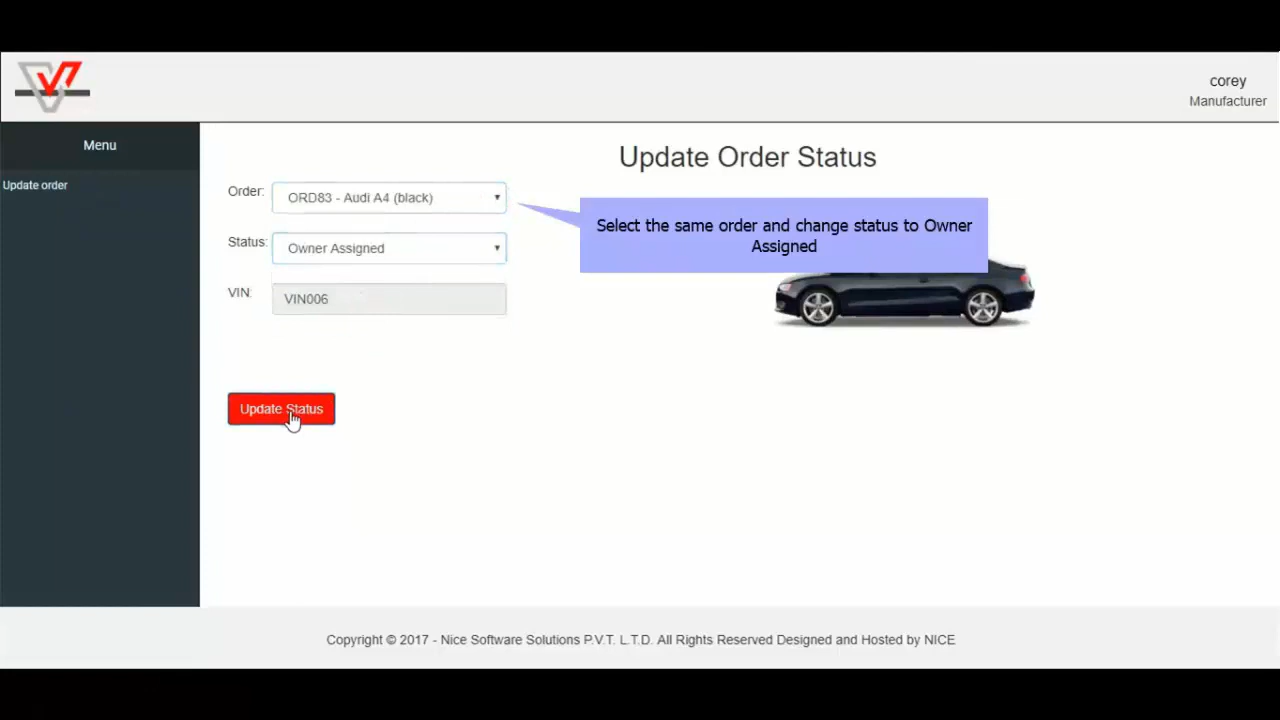 corey
Manufacturer
Menu
Update order
Update Order Status
Order:
ORD83 - Audi A4 (black)
Select the same order and change status to Owner
Assigned
Status:
Owner Assigned
VIN:
VIN006
Update Status
Copyright © 2017 - Nice Software Solutions P.V.T. L.T.D. All Rights Reserved Designed and Hosted by NICE